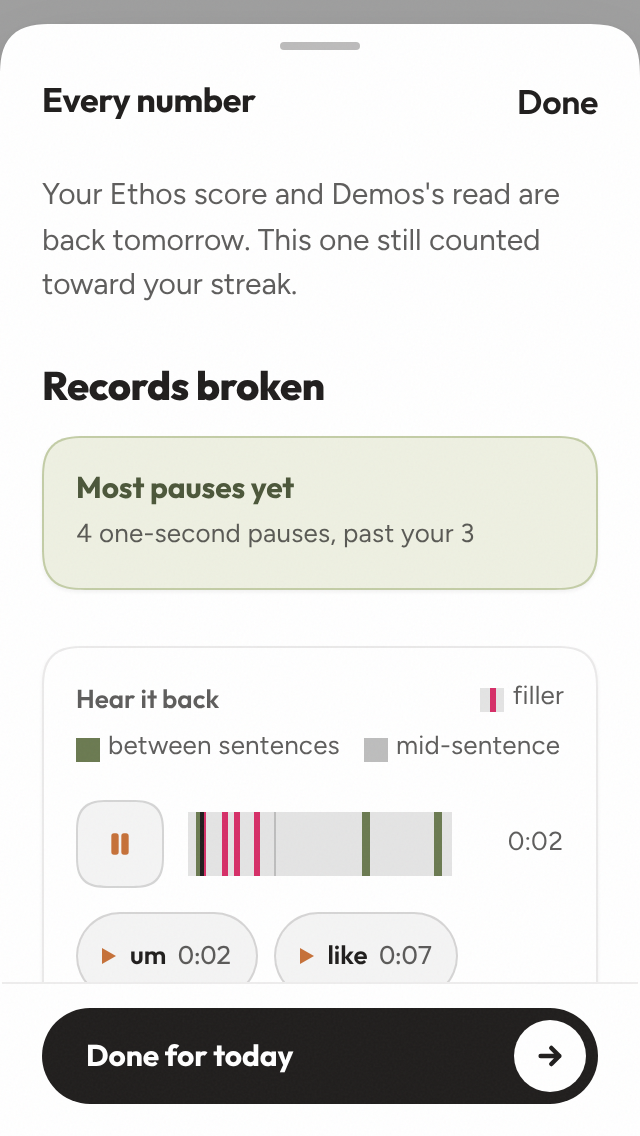 Every number
Done
Your Ethos score and Demos's read are
back tomorrow. This one still counted
toward your streak.
Records broken
Most pauses yet
4 one-second pauses, past your 3
Hear it back
filler
between sentences
mid-sentence
0:02
um 0:02
like 0:07
Done for today